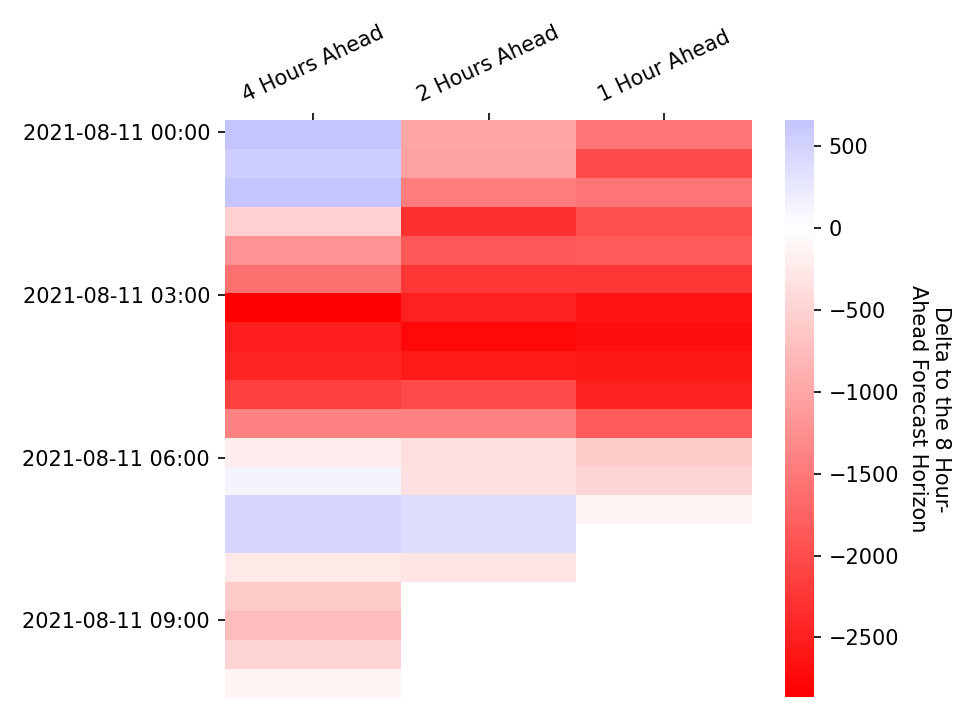 4 Hours Ahead
2 Hours Ahead
1 Hour Ahead
2021-08-11 00:00
2021-08-11 03:00
2021-08-11 06:00
2021-08-11 09:00
500
0
−500
−1000
−1500
−2000
−2500
Delta to the 8 Hour-
Ahead Forecast Horizon